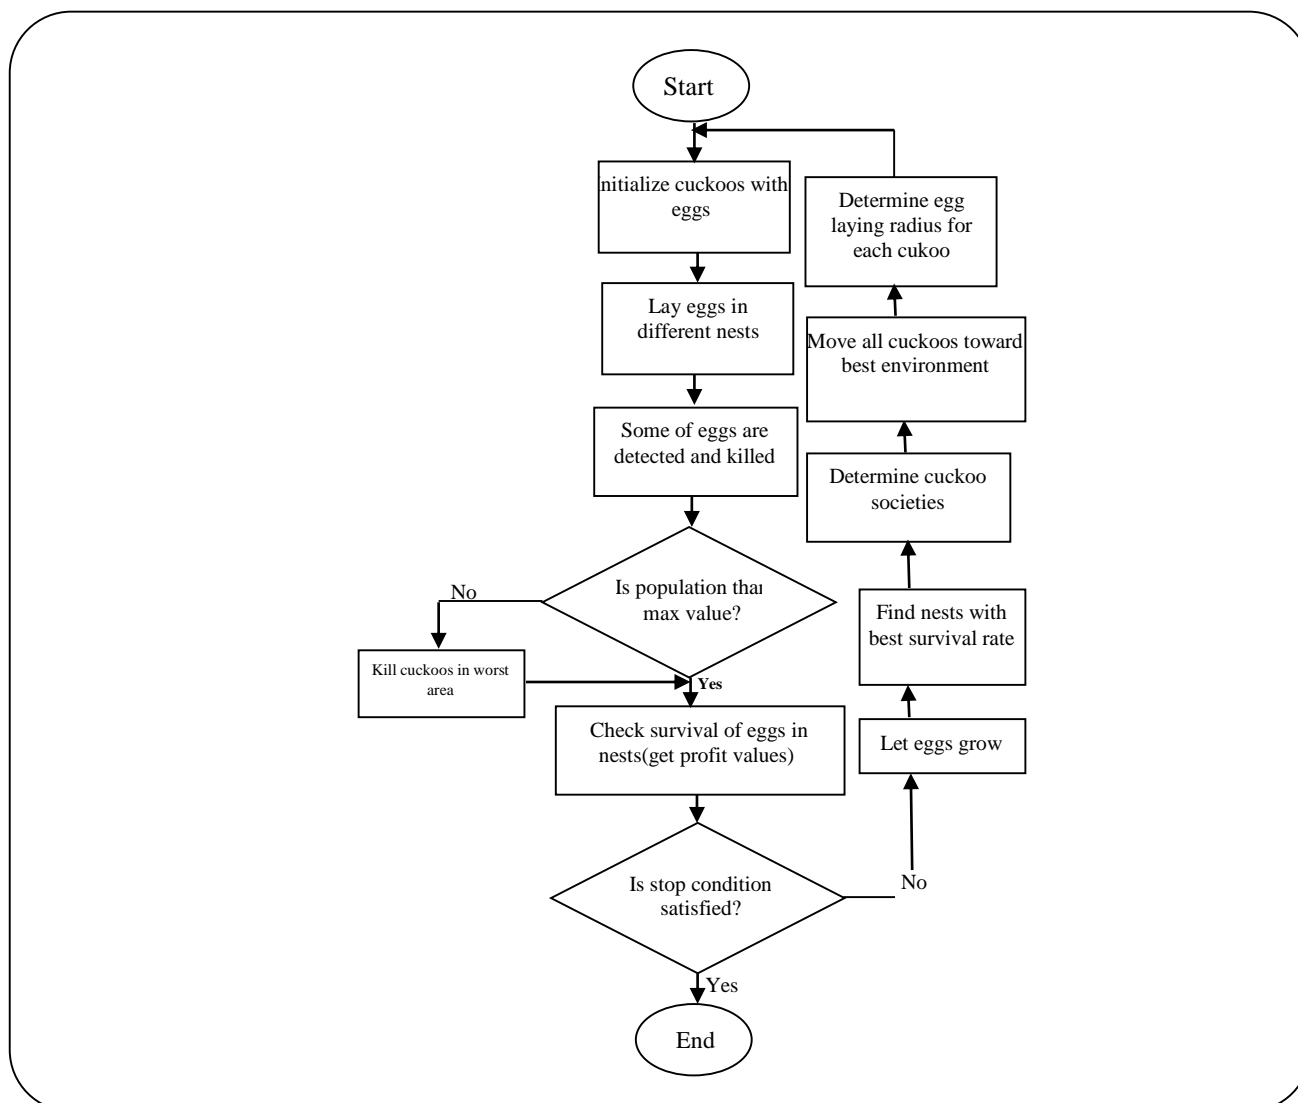 Start
Initialize cuckoos with
eggs
Lay eggs in
different nests
Some of eggs are
detected and killed
Is population than
max value?
No
Kill cuckoos in worst
area
Yes
Check survival of eggs in
nests(get profit values)
Is stop condition
satisfied?
No
Yes
End
Let eggs grow
Find nests with
best survival rate
Determine cuckoo
societies
Move all cuckoos toward
best environment
Determine egg
laying radius for
each cukoo